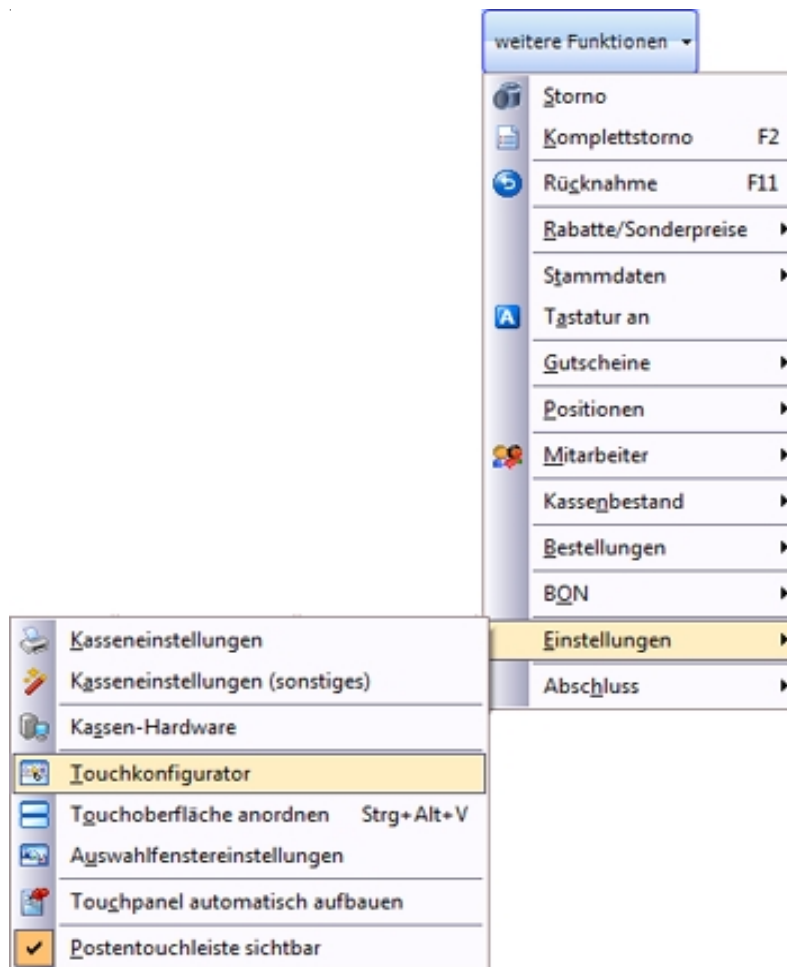 weitere Funktionen
Storno
Komplettstorno F2
Rücknahme F11
Rabatte/Sonderpreise
Stammdaten
Tastatur an
Gutscheine
Positionen
Mitarbeiter
Kassenbestand
Bestellungen
BON
Einstellungen
Abschluss
Kasseneinstellungen
Kasseneinstellungen (sonstiges)
Kassen-Hardware
Touchkonfigurator
Touchoberfläche anordnen Strg+Alt+V
Auswahlfenstereinstellungen
Touchpanel automatisch aufbauen
Postentouchleiste sichtbar